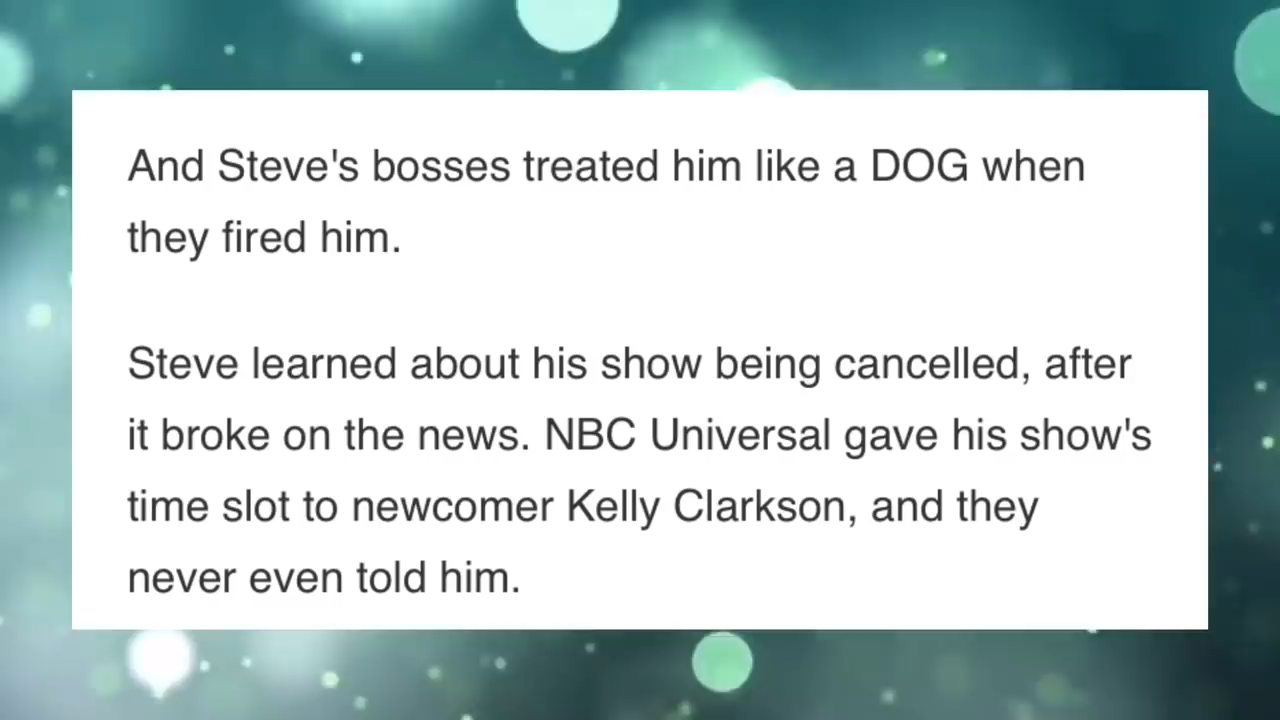 And Steve's bosses treated him like a DOG when
they fired him.
Steve learned about his show being cancelled, after
it broke on the news. NBC Universal gave his show's
time slot to newcomer Kelly Clarkson, and they
never even told him.